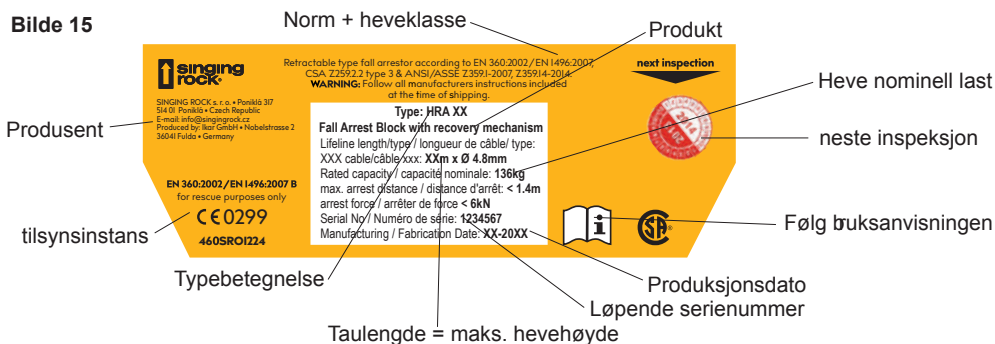 Bilde 15
Norm + heveklasse
Produkt
Heve nominell last
neste inspeksjon
Følg bruksanvisningen
Produksjonsdato
Løpende serienummer
Taulengde = maks. hevehøyde
Typebetegnelse
tilsynsinstans
Produsent
singing
rock®
SINGING ROCK s. r. o. • Poniklá 317
514 01 Poniklá • Czech Republic
E-mail: info@singingrock.cz
Produced by: Ikar GmbH • Nobelstrasse 2
36041 Fulda • Germany
EN 360:2002/EN 1496:2007 B
for rescue purposes only
CE 0299
460SRO1224
Retractable type fall arrestor according to EN 360:2002/EN 1496:2007,
CSA Z259.2.2 type 3 & ANSI/ASSE Z359.1-2007, Z359.14-2014.
WARNING: Follow all manufacturers instructions included
at the time of shipping.
Type: HRA XX
Fall Arrest Block with recovery mechanism
Lifeline length/type / longueur de câble/ type:
XXX cable/câble xxx: XXm x Ø 4.8mm
Rated capacity / capacité nominale: 136kg
max. arrest distance / distance d'arrêt: < 1.4m
arrest force / arrêter de force < 6kN
Serial No / Numéro de série: 1234567
Manufacturing / Fabrication Date: XX-20XX
next inspection
2014
i
CSA®